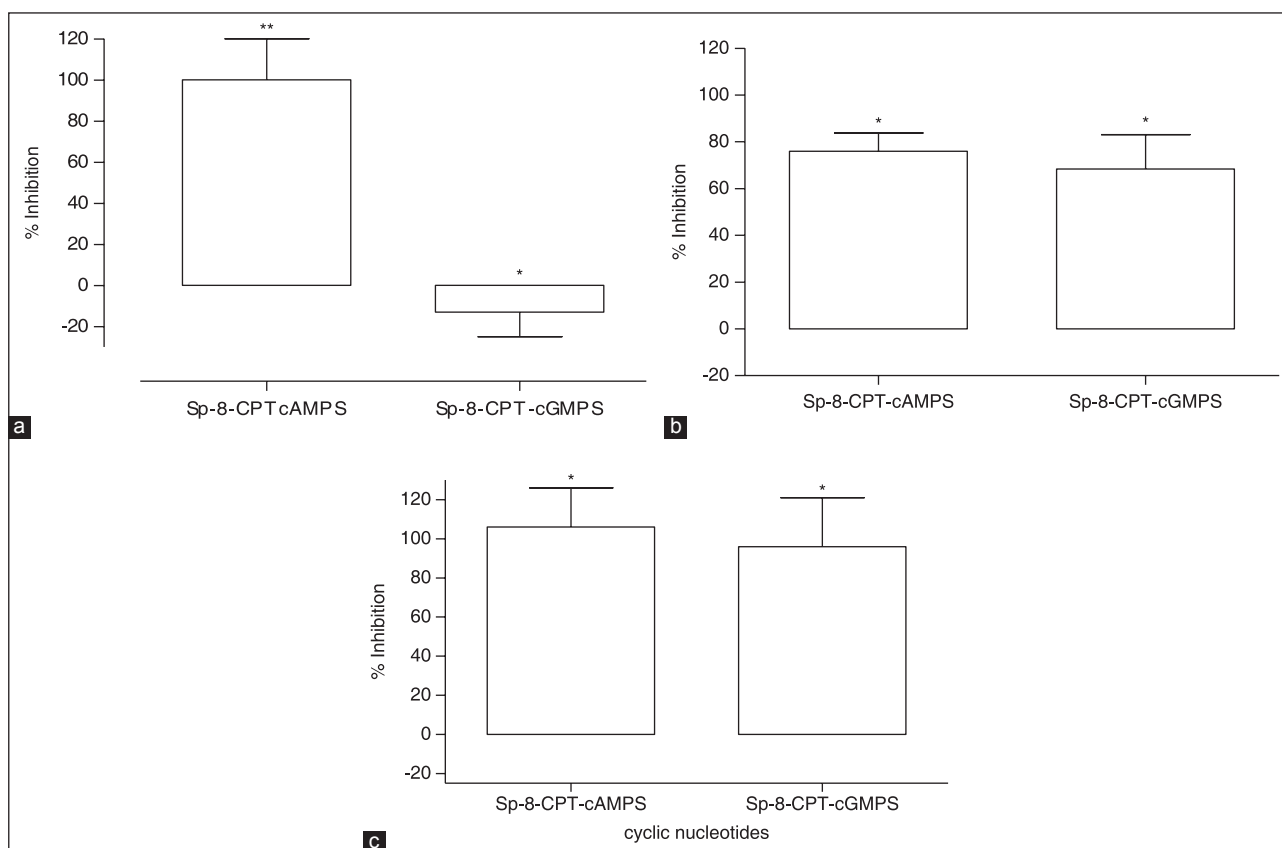 **
120
100
80
60
40
20
0
-20
% Inhibition
*
Sp-8-CPTcAMPS
Sp-8-CPT-cGMPS
a
120
100
80
60
40
20
0
-20
% Inhibition
*
*
Sp-8-CPT-cAMPS
Sp-8-CPT-cGMPS
b
120
100
80
60
40
20
0
-20
% Inhibition
*
*
Sp-8-CPT-cAMPS
Sp-8-CPT-cGMPS
cyclic nucleotides
c